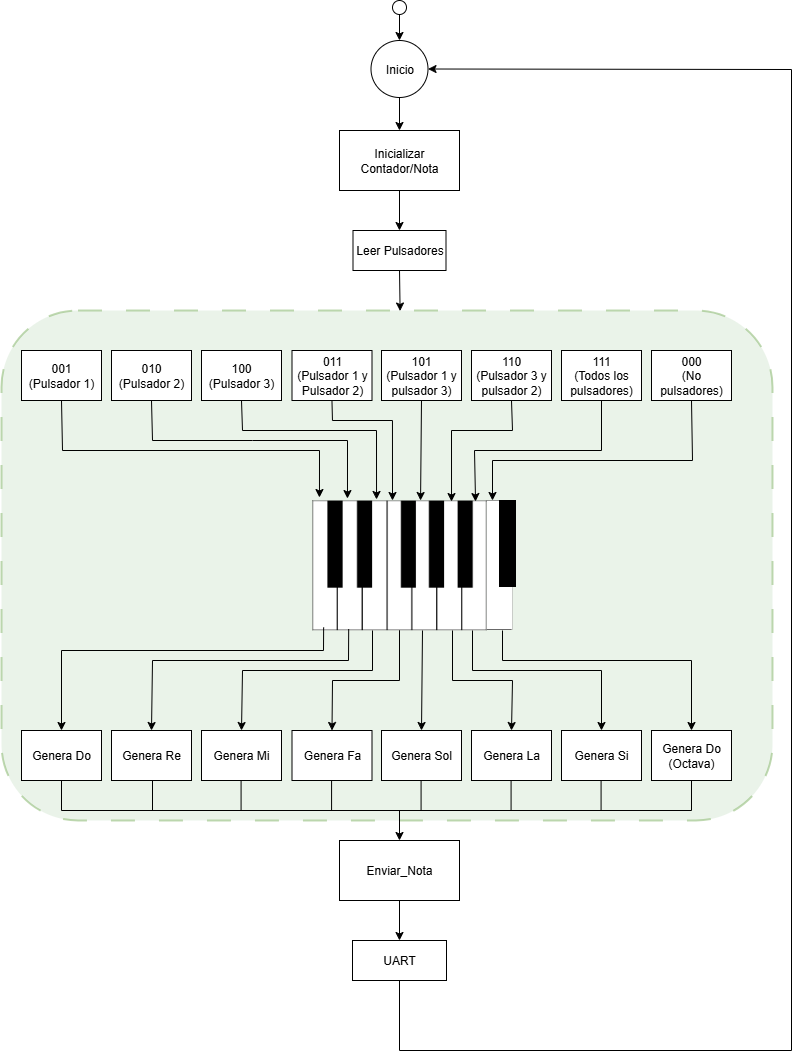 Inicio
Inicializar
Contador/Nota
Leer Pulsadores
001
(Pulsador 1)
010
(Pulsador 2)
100
(Pulsador 3)
011
(Pulsador 1 y
Pulsador 2)
101
(Pulsador 1 y
pulsador 3)
110
(Pulsador 3 y
pulsador 2)
111
(Todos los
pulsadores)
000
(No
pulsadores)
Genera Do
Genera Re
Genera Mi
Genera Fa
Genera Sol
Genera La
Genera Si
Genera Do
(Octava)
Enviar_Nota
UART